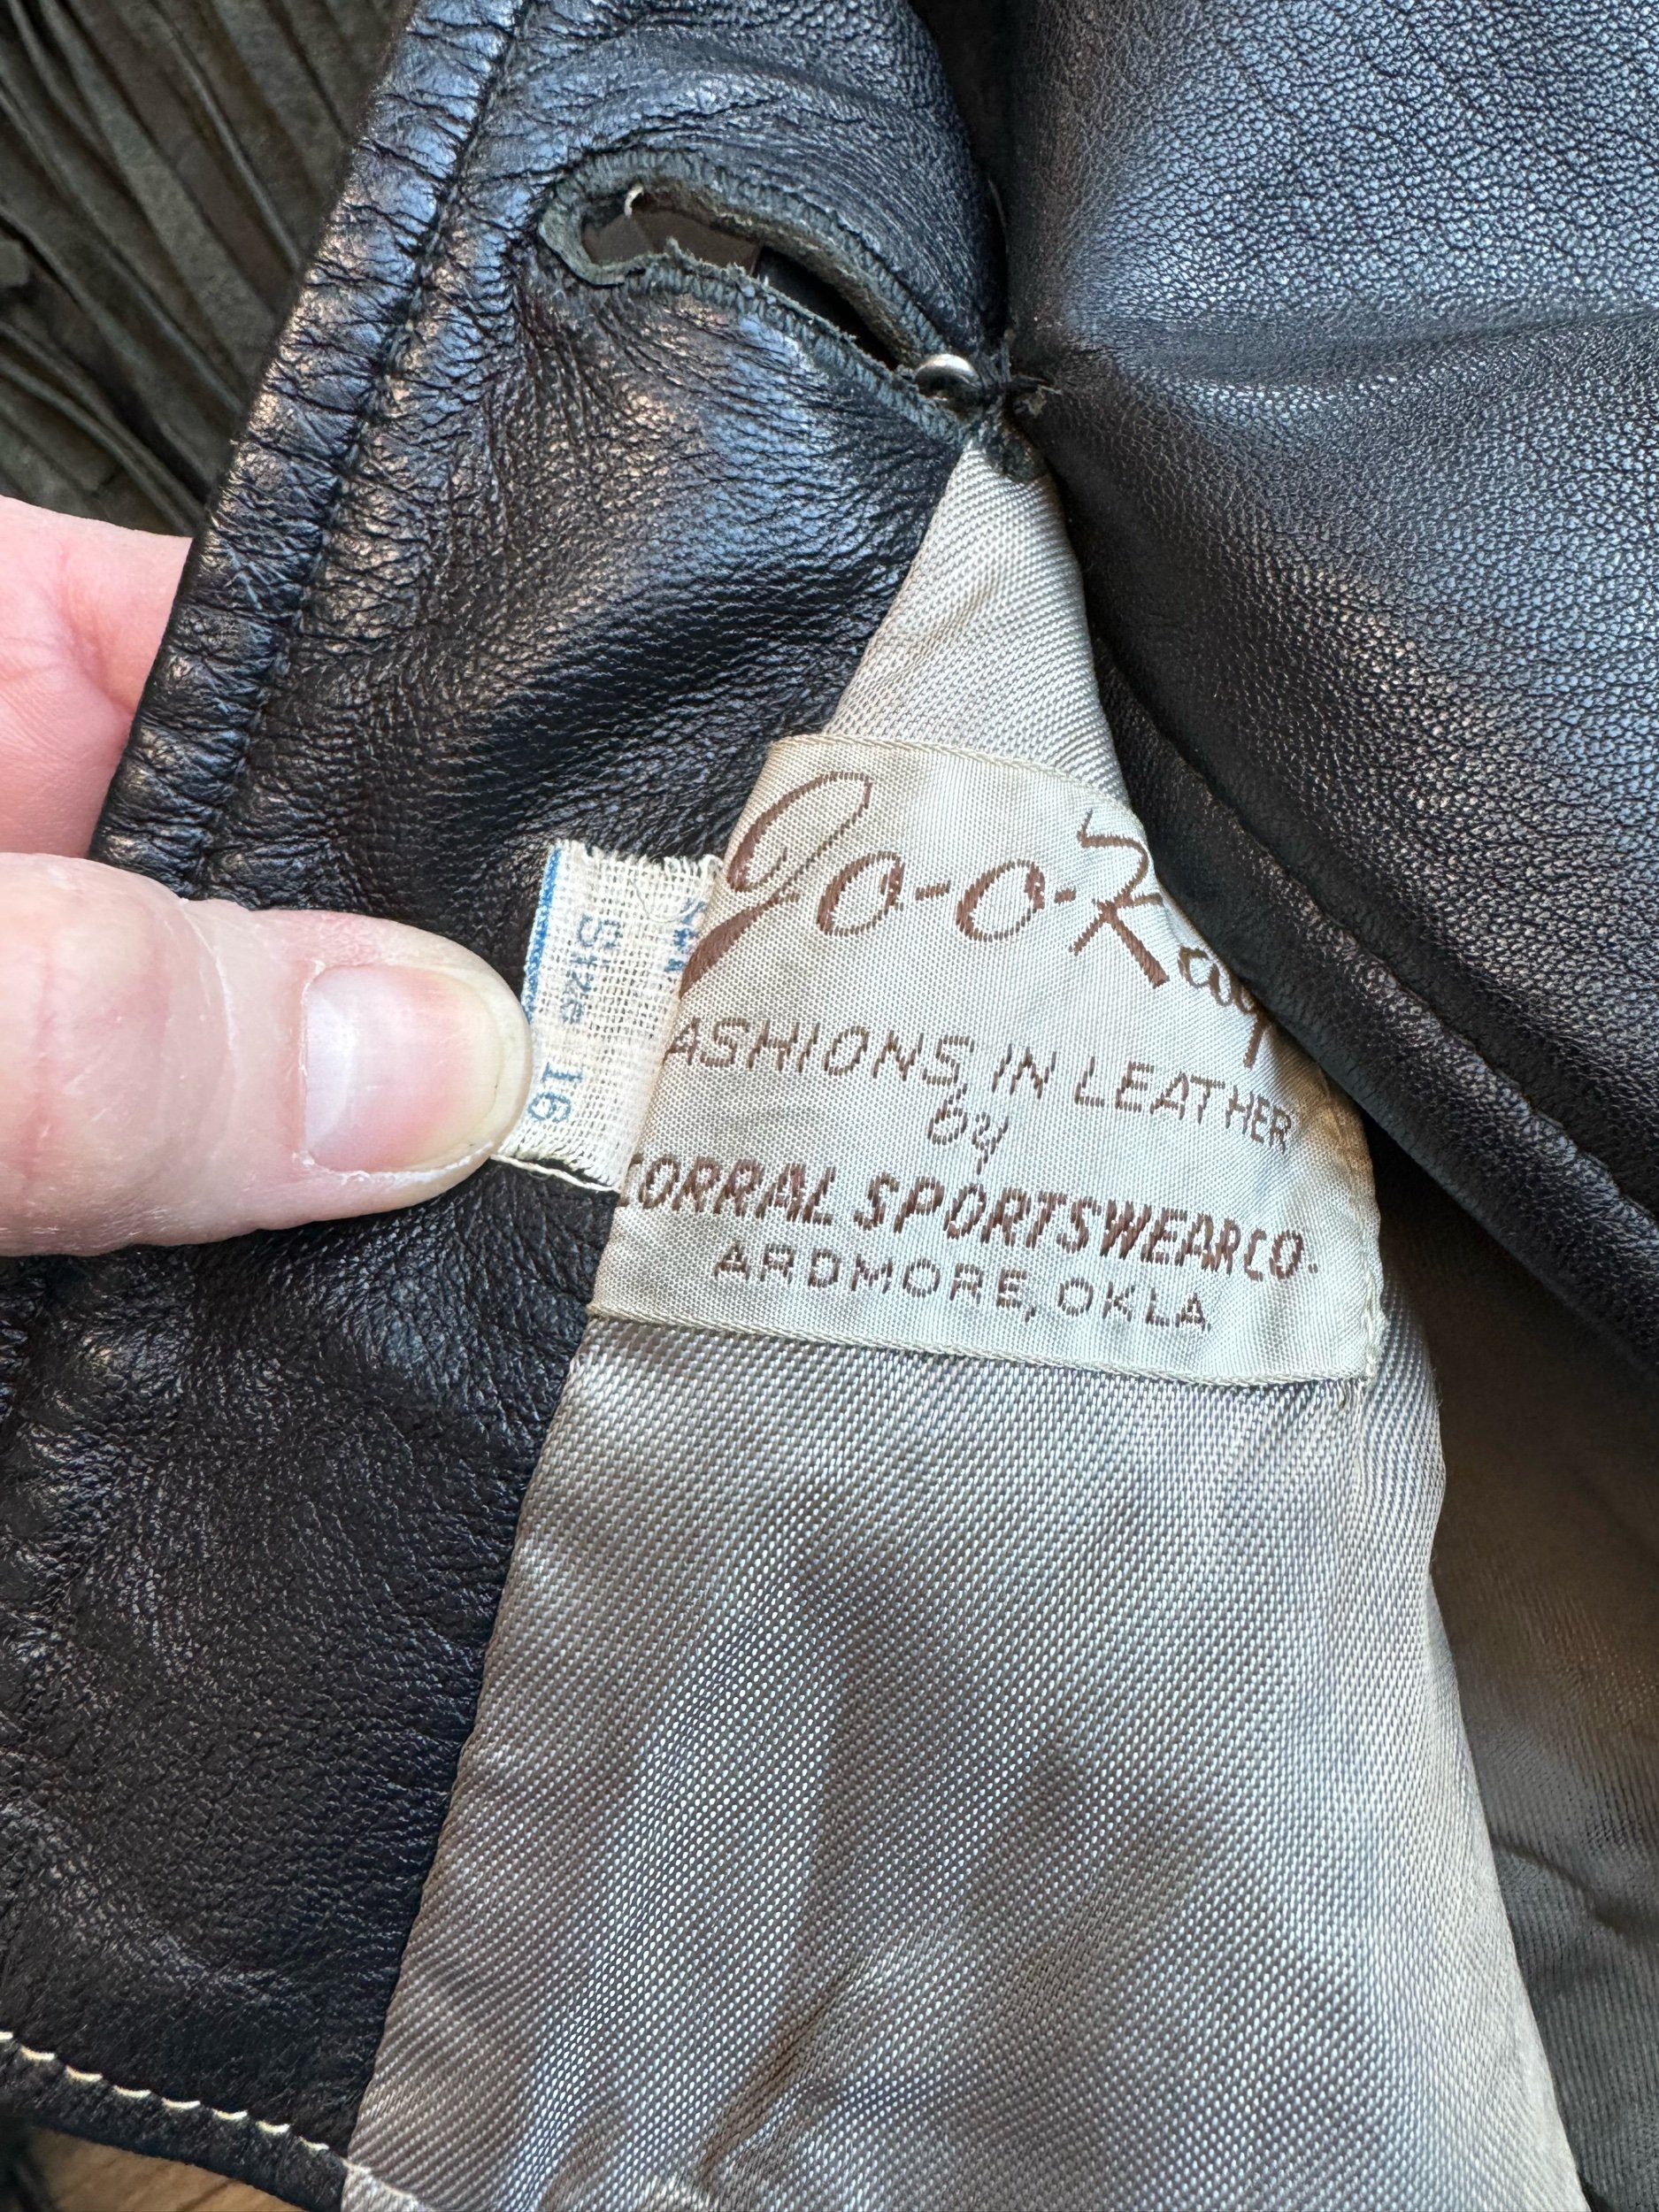 Jo-O-Kay
FASHIONS IN LEATHER
by
CORRAL SPORTSWEAR CO.
ARDMORE, OKLA
Size 16